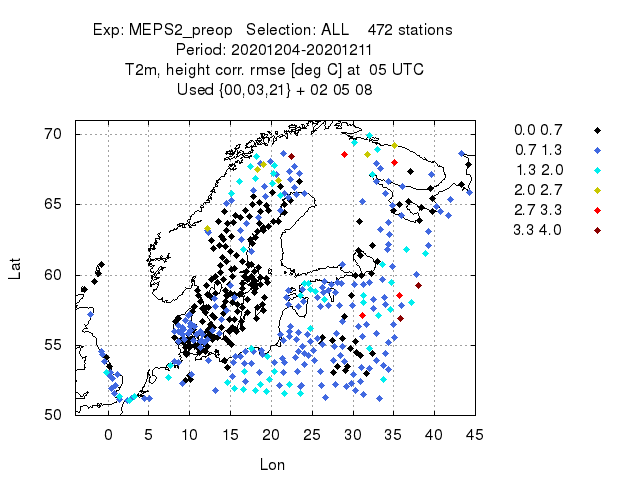 Exp: MEPS2_preop Selection: ALL 472 stations
Period: 20201204-20201211
T2m, height corr. rmse [deg C] at 05 UTC
Used {00,03,21} + 02 05 08
70
65
60
55
50
Lat
0 5 10 15 20 25 30 35 40 45
Lon
0.0 0.7
0.7 1.3
1.3 2.0
2.0 2.7
2.7 3.3
3.3 4.0